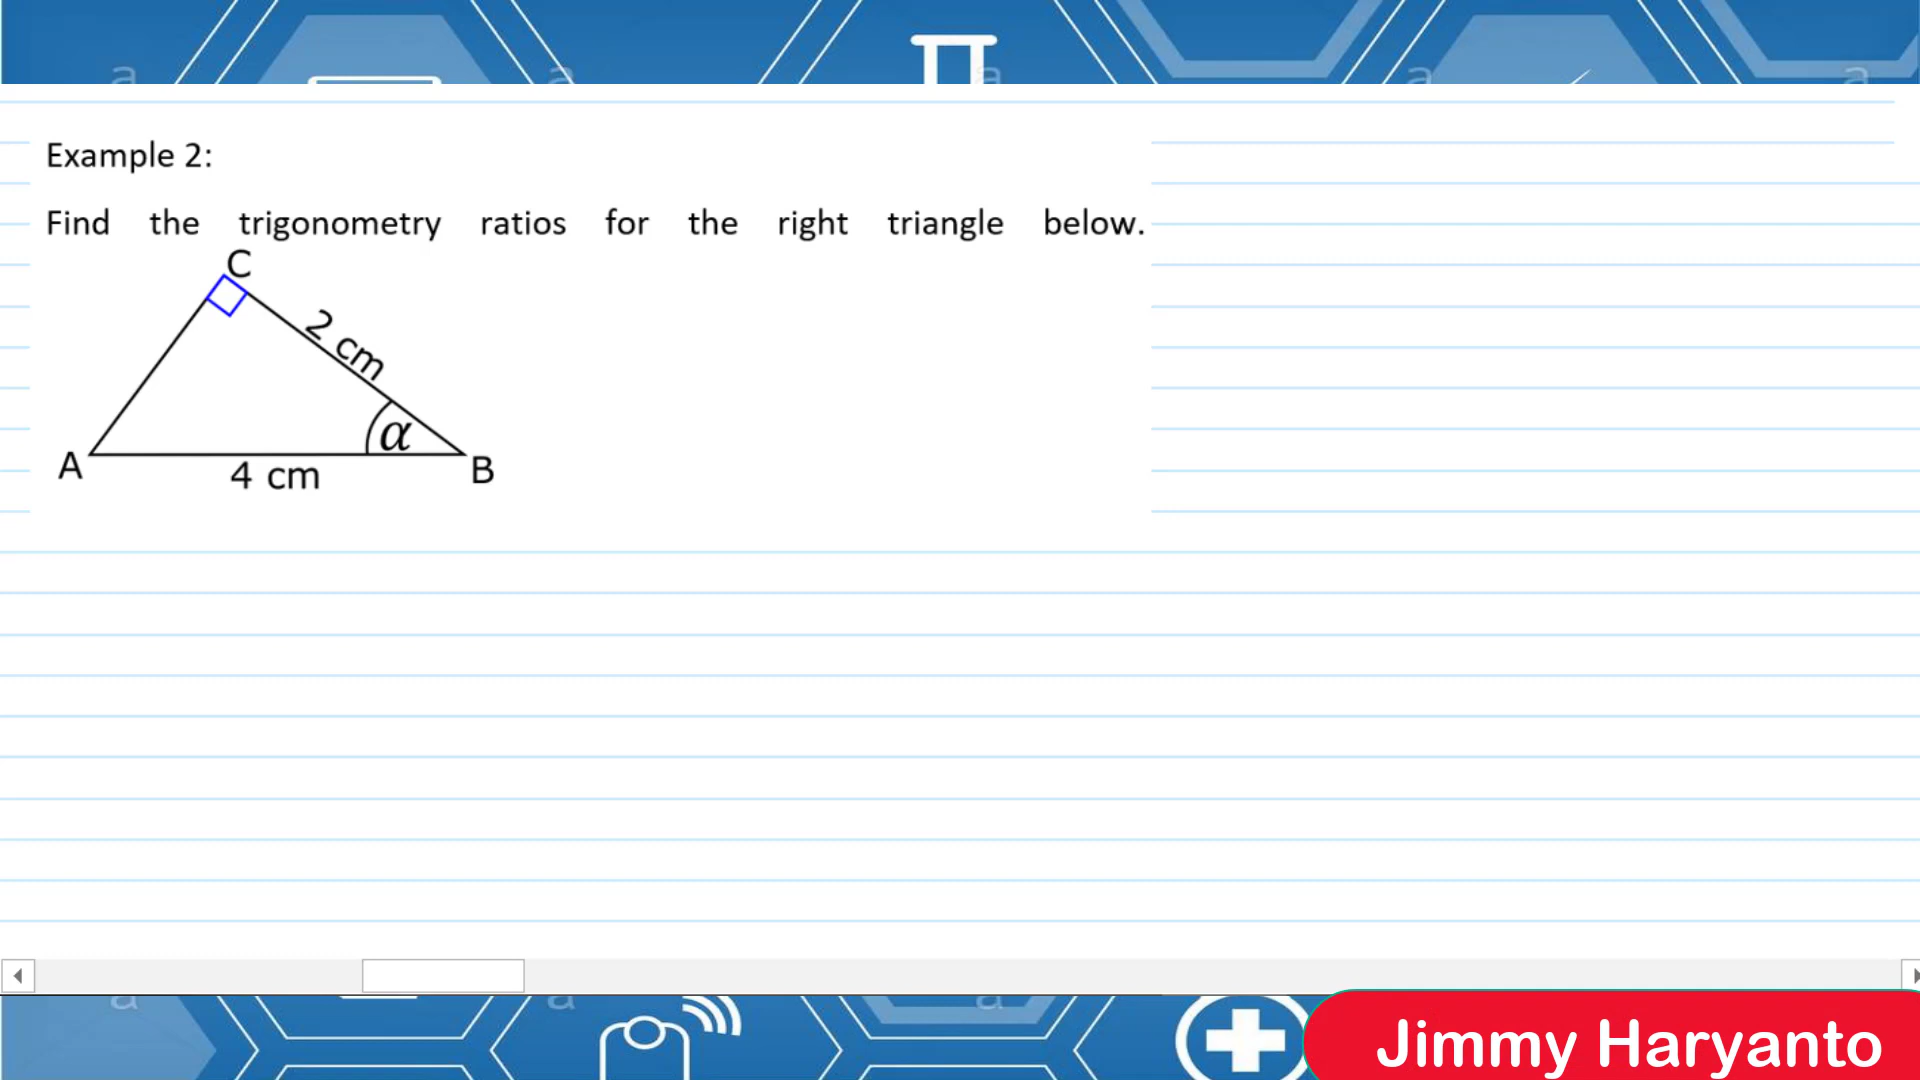 Example 2:
Find the trigonometry ratios for the right triangle below.
C
2 cm
α
A
B
4 cm
a a a a a
a a a
Jimmy Haryanto